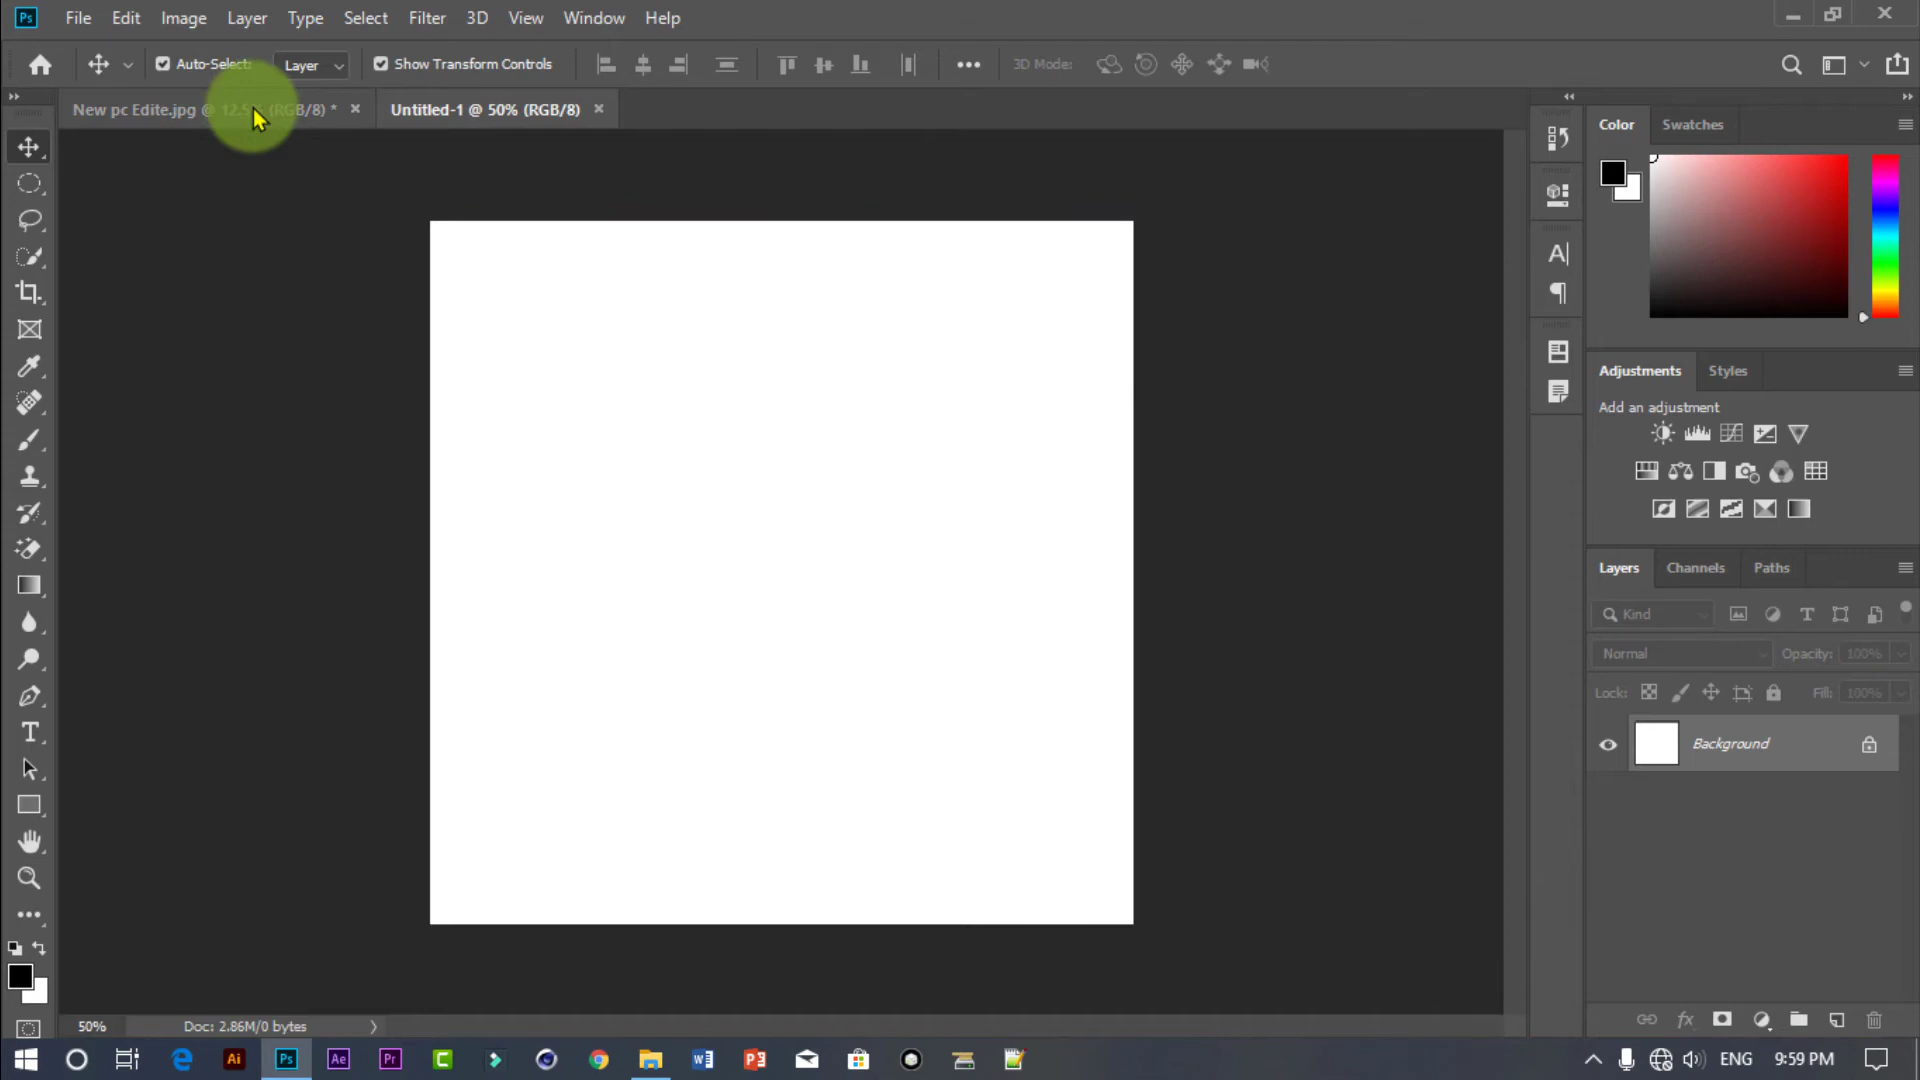 Ps File Edit Image Layer Type Select Filter 3D View Window Help
Auto-Select: Layer Show Transform Controls 3D Mode:
New pc Edite.jpg @ 12.5% (RGB/8) * × Untitled-1 @ 50% (RGB/8) ×
Color Swatches
Adjustments Styles
Add an adjustment
Layers Channels Paths
Kind
Normal Opacity: 100%
Lock: Fill: 100%
Background
50% Doc: 2.86M/0 bytes
Ai Ps Ae Pr ENG 9:59 PM